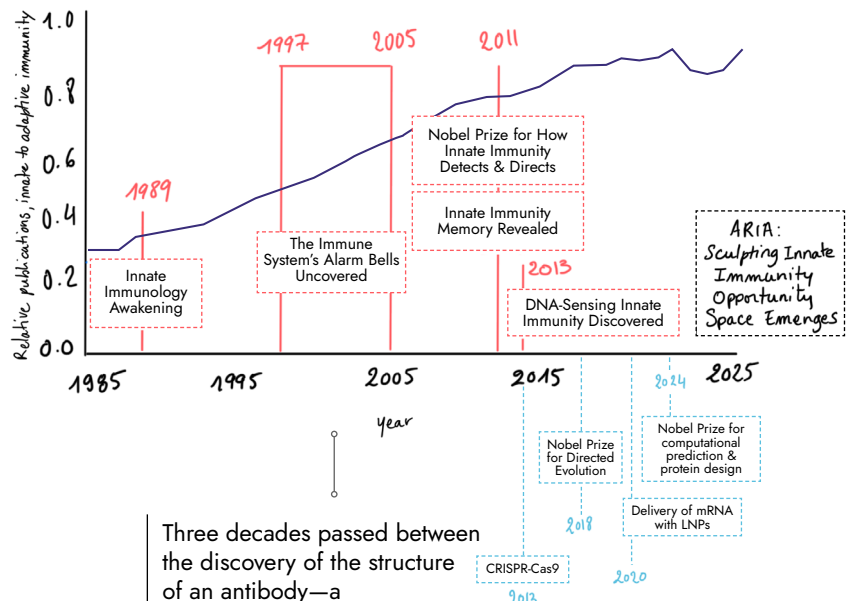 Relative publications, innate to adaptive immunity
1.0
0.8
0.6
0.4
0.2
0.0
1985
1995
2005
2015
2025
year
1989
Innate
Immunology
Awakening
1997
2005
The Immune
System's Alarm Bells
Uncovered
2011
Nobel Prize for How
Innate Immunity
Detects & Directs
Innate Immunity
Memory Revealed
2013
DNA-Sensing Innate
Immunity Discovered
ARIA:
Sculpting Innate
Immunity
Opportunity
Space Emerges
2024
Nobel Prize for
computational
prediction &
protein design
Nobel Prize
for Directed
Evolution
2018
Delivery of mRNA
with LNPs
2020
CRISPR-Cas9
Three decades passed between
the discovery of the structure
of an antibody—a